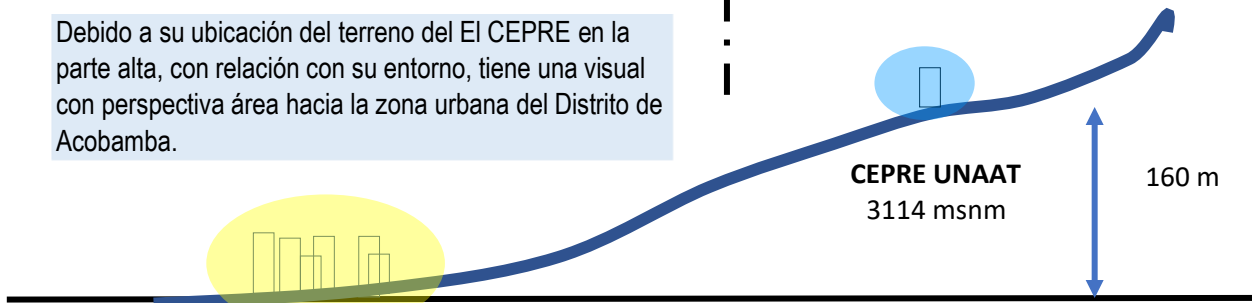 Debido a su ubicación del terreno del El CEPRE en la
parte alta, con relación con su entorno, tiene una visual
con perspectiva área hacia la zona urbana del Distrito de
Acobamba.
CEPRE UNAAT
3114 msnm
160 m